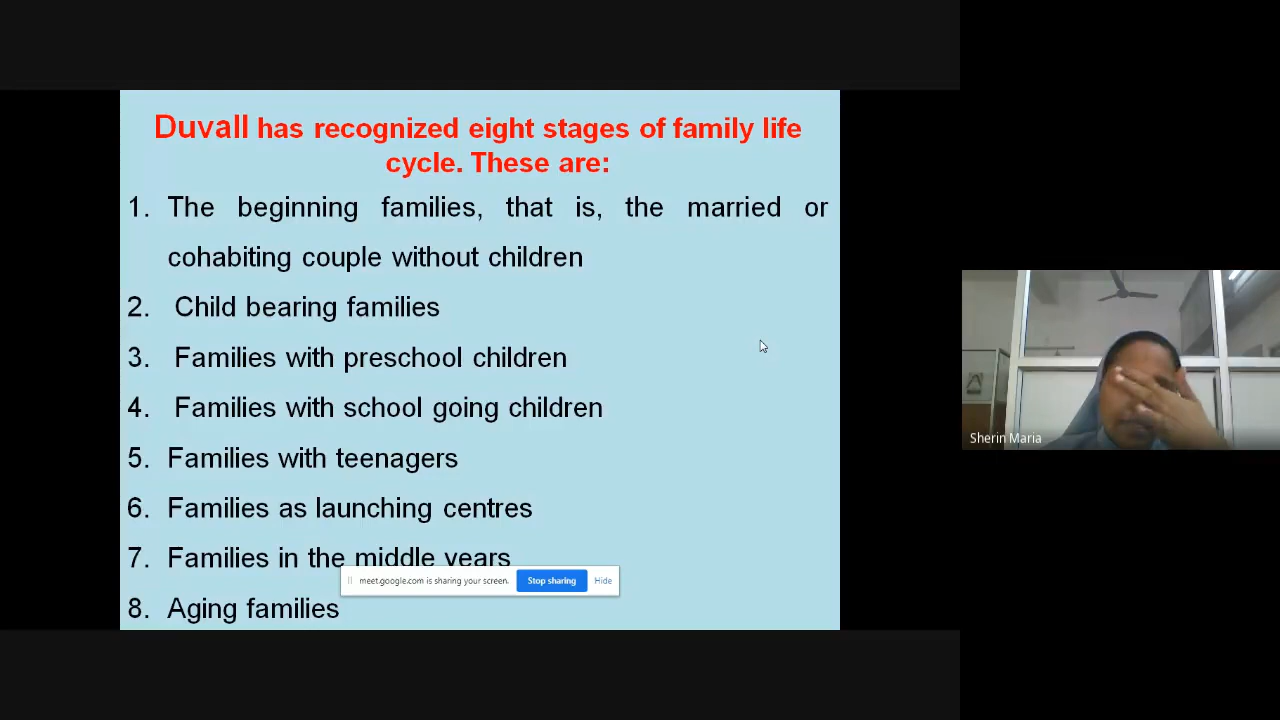 Duvall has recognized eight stages of family life
cycle. These are:
1. The beginning families, that is, the married or
cohabiting couple without children
2. Child bearing families
3. Families with preschool children
4. Families with school going children
5. Families with teenagers
6. Families as launching centres
7. Families in the middle years
meet.google.com is sharing your screen. Stop sharing Hide
8. Aging families
Sherin Maria